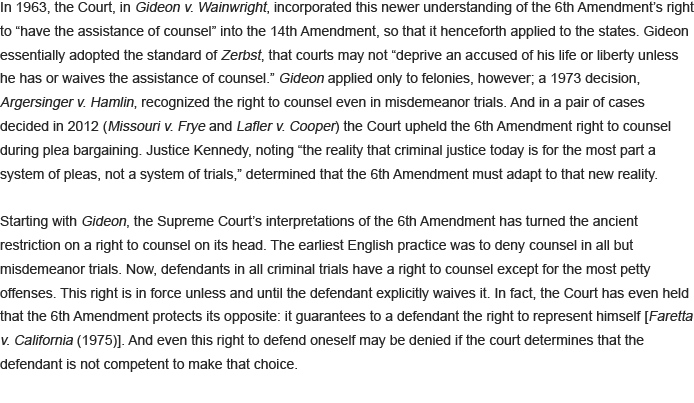 In 1963, the Court, in Gideon v. Wainwright, incorporated this newer understanding of the 6th Amendment’s right
to “have the assistance of counsel” into the 14th Amendment, so that it henceforth applied to the states. Gideon
essentially adopted the standard of Zerbst, that courts may not “deprive an accused of his life or liberty unless
he has or waives the assistance of counsel.” Gideon applied only to felonies, however; a 1973 decision,
Argersinger v. Hamlin, recognized the right to counsel even in misdemeanor trials. And in a pair of cases
decided in 2012 (Missouri v. Frye and Lafler v. Cooper) the Court upheld the 6th Amendment right to counsel
during plea bargaining. Justice Kennedy, noting “the reality that criminal justice today is for the most part a
system of pleas, not a system of trials,” determined that the 6th Amendment must adapt to that new reality.
Starting with Gideon, the Supreme Court’s interpretations of the 6th Amendment has turned the ancient
restriction on a right to counsel on its head. The earliest English practice was to deny counsel in all but
misdemeanor trials. Now, defendants in all criminal trials have a right to counsel except for the most petty
offenses. This right is in force unless and until the defendant explicitly waives it. In fact, the Court has even held
that the 6th Amendment protects its opposite: it guarantees to a defendant the right to represent himself [Faretta
v. California (1975)]. And even this right to defend oneself may be denied if the court determines that the
defendant is not competent to make that choice.